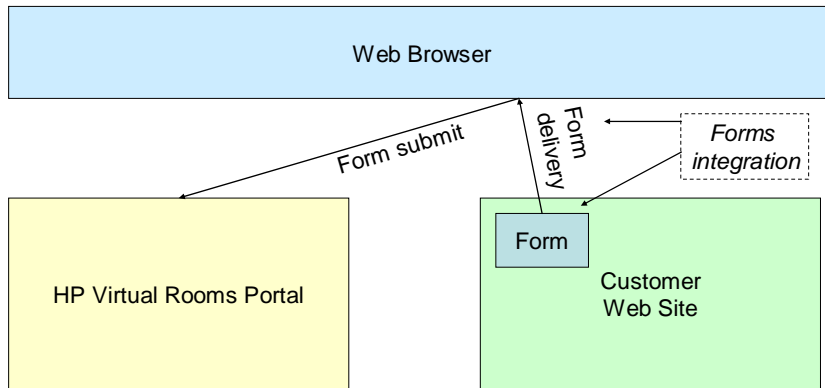 Web Browser
Form submit
Form
delivery
Forms
integration
HP Virtual Rooms Portal
Form
Customer
Web Site